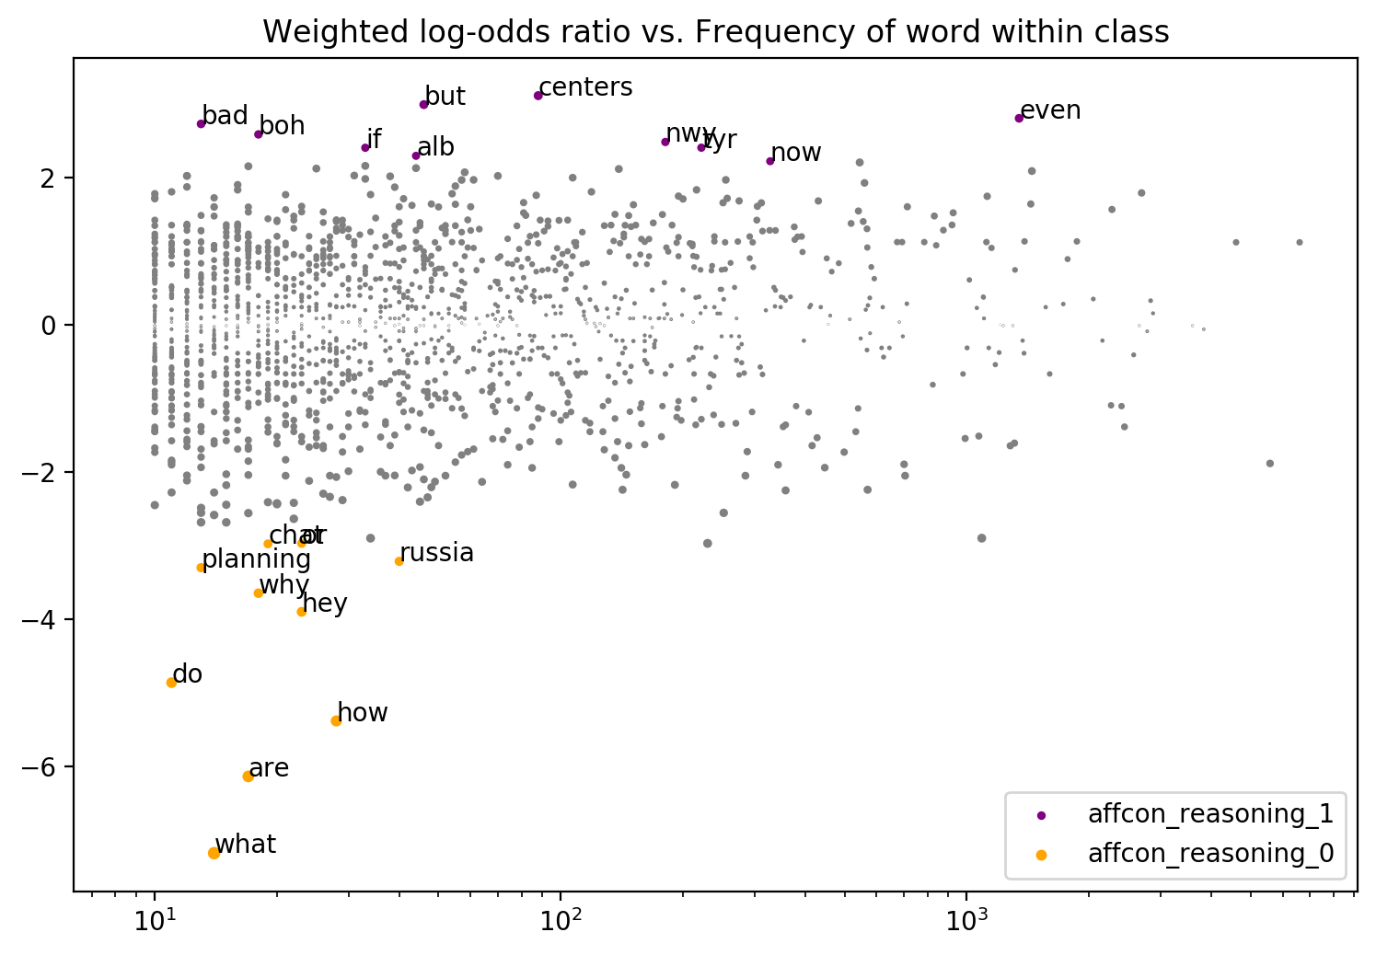 Weighted log-odds ratio vs. Frequency of word within class
centers
but
bad
even
boh
nwy
tyr
if
alb
now
2
0
−2
chat
or
russia
planning
why
hey
−4
do
how
−6
are
what
affcon_reasoning_1
affcon_reasoning_0
10¹
10²
10³